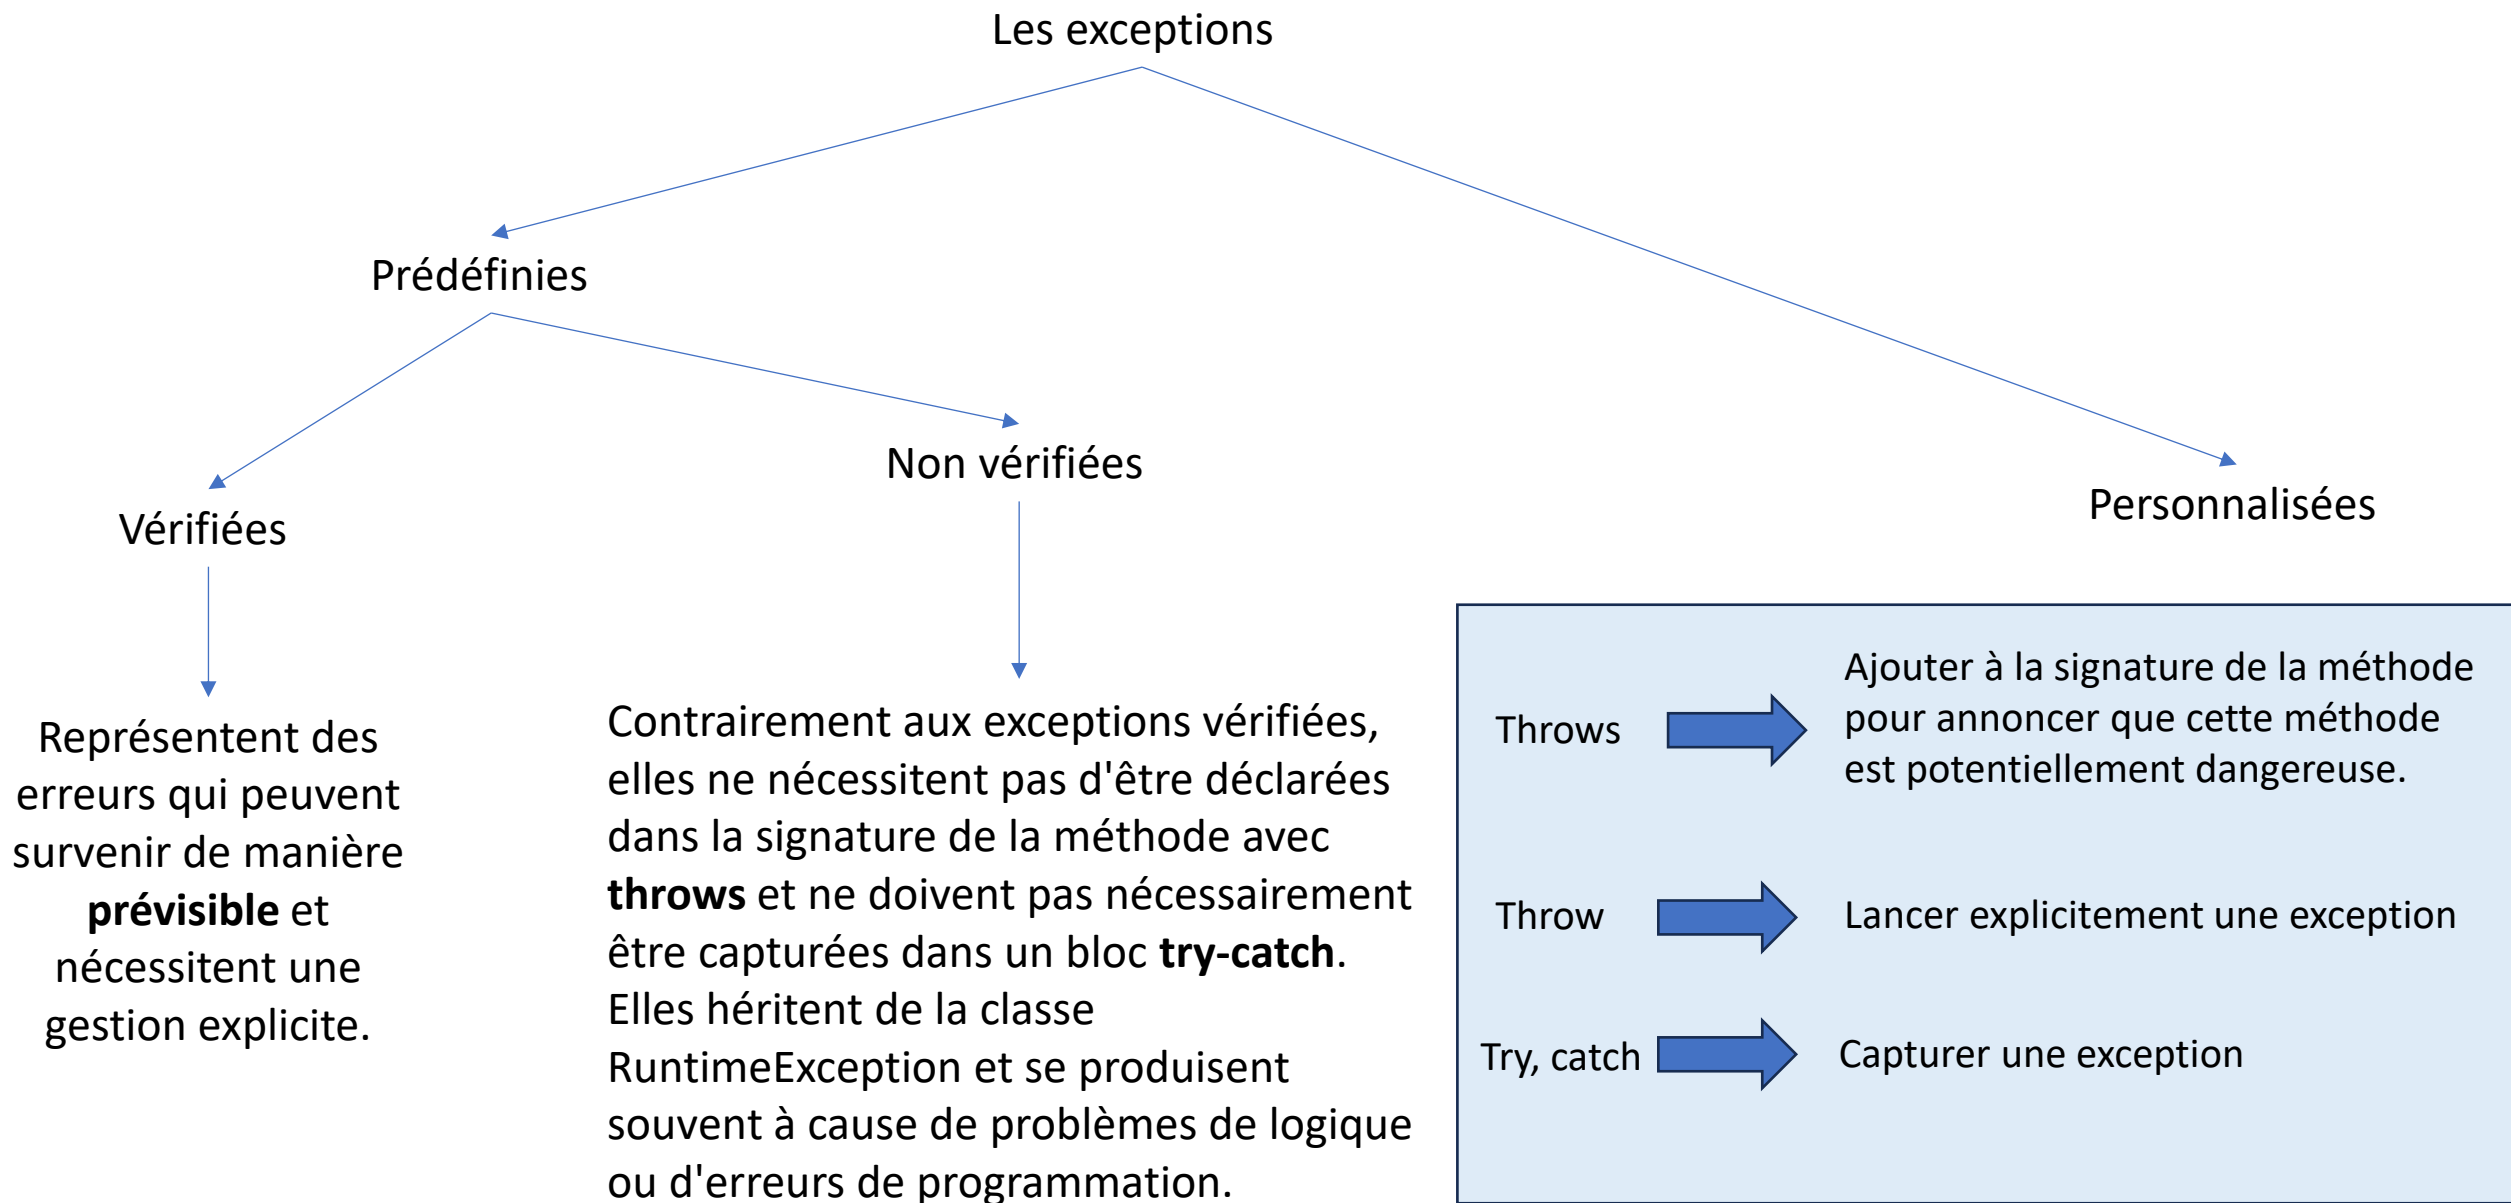 Les exceptions
Prédéfinies
Non vérifiées
Personnalisées
Vérifiées
Représentent des
erreurs qui peuvent
survenir de manière
prévisible et
nécessitent une
gestion explicite.
Contrairement aux exceptions vérifiées,
elles ne nécessitent pas d'être déclarées
dans la signature de la méthode avec
throws et ne doivent pas nécessairement
être capturées dans un bloc try-catch.
Elles héritent de la classe
RuntimeException et se produisent
souvent à cause de problèmes de logique
ou d'erreurs de programmation.
Throws
Ajouter à la signature de la méthode
pour annoncer que cette méthode
est potentiellement dangereuse.
Throw
Lancer explicitement une exception
Try, catch
Capturer une exception